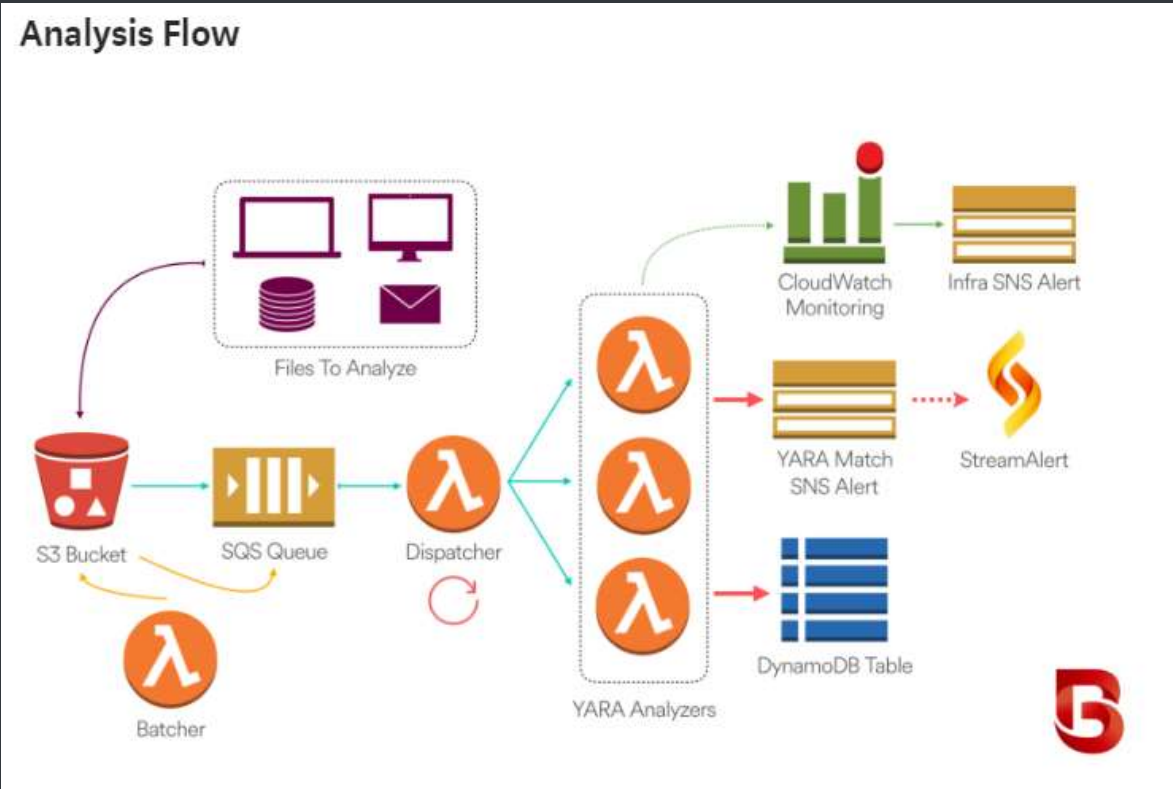 Analysis Flow
Files To Analyze
CloudWatch
Monitoring
Infra SNS Alert
YARA Match
SNS Alert
StreamAlert
S3 Bucket
SQS Queue
Dispatcher
Batcher
YARA Analyzers
DynamoDB Table